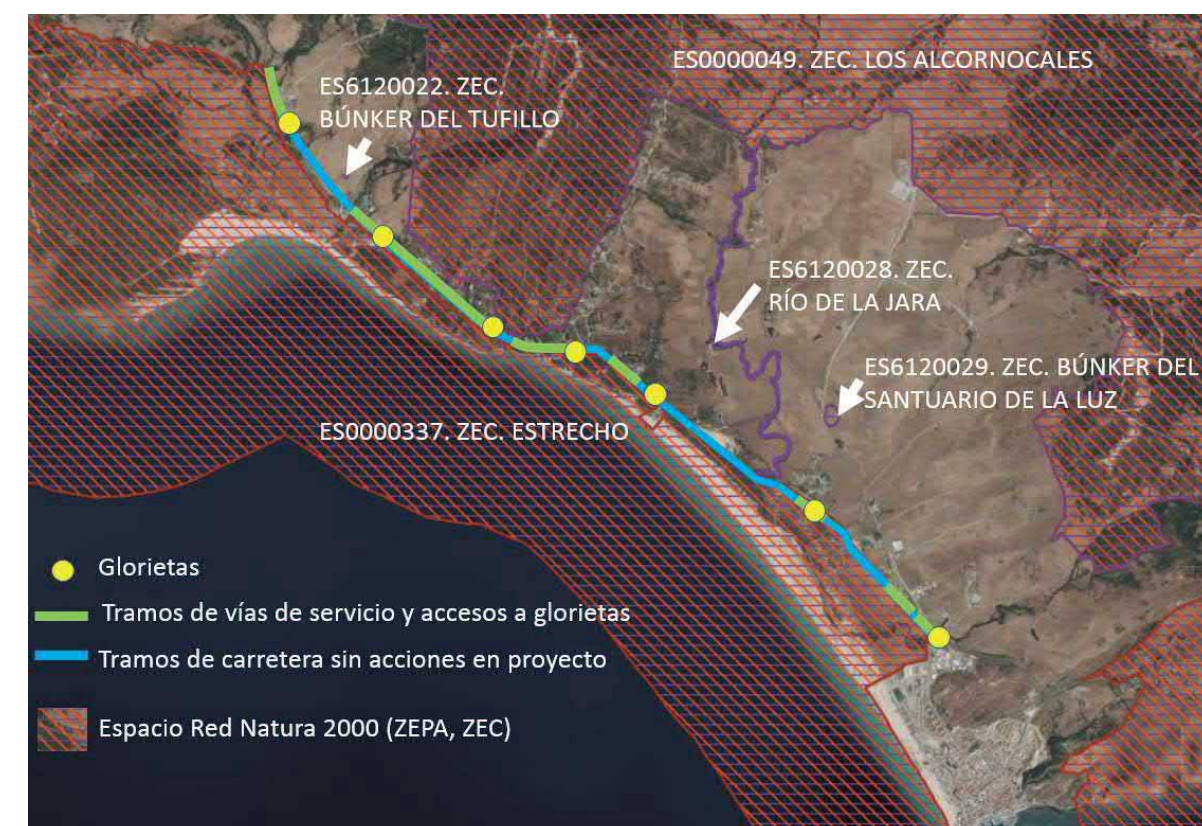 ES0000049. ZEC. LOS ALCORNOCALES
ES6120022. ZEC.
BÚNKER DEL TUFILLO
ES6120028. ZEC.
RÍO DE LA JARA
ES6120029. ZEC. BÚNKER DEL
SANTUARIO DE LA LUZ
ES0000337. ZEC. ESTRECHO
Glorietas
Tramos de vías de servicio y accesos a glorietas
Tramos de carretera sin acciones en proyecto
Espacio Red Natura 2000 (ZEPA, ZEC)